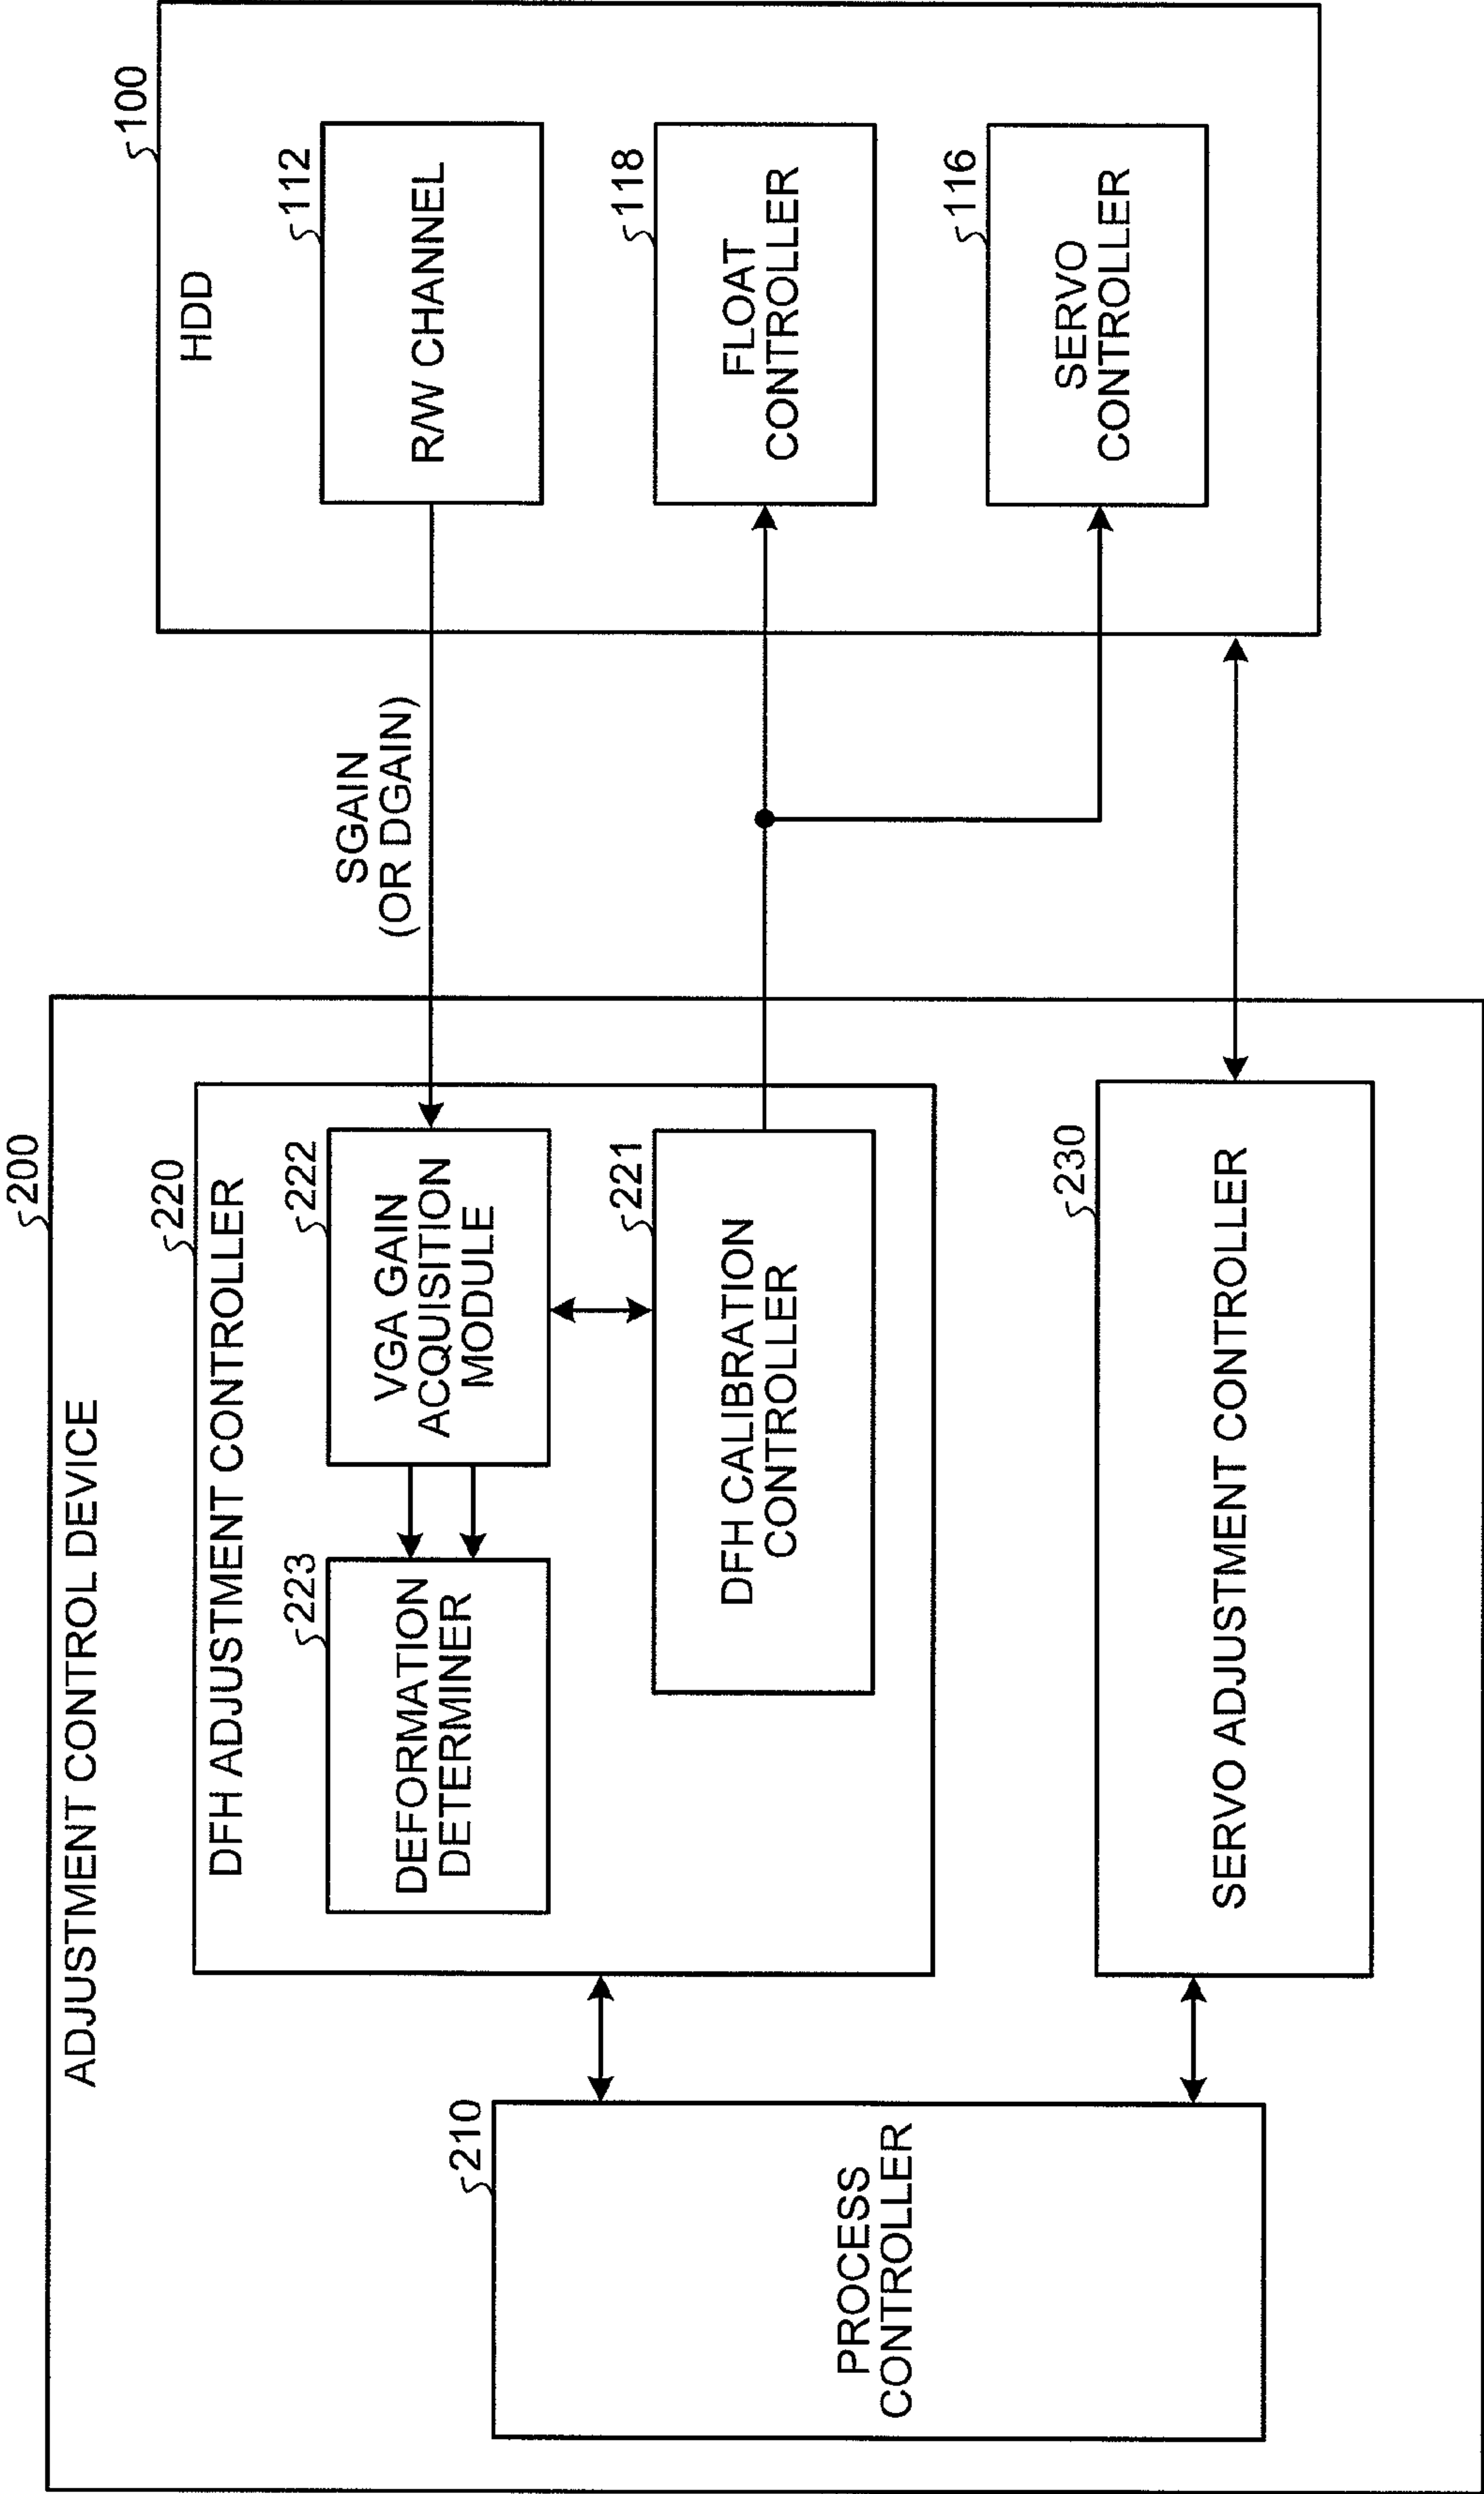 200
ADJUSTMENT CONTROL DEVICE
210
PROCESS
CONTROLLER
220
DFH ADJUSTMENT CONTROLLER
223
DEFORMATION
DETERMINER
222
VGA GAIN
ACQUISITION
MODULE
221
DFH CALIBRATION
CONTROLLER
230
SERVO ADJUSTMENT CONTROLLER
SGAIN
(OR DGAIN)
100
HDD
112
R/W CHANNEL
118
FLOAT
CONTROLLER
116
SERVO
CONTROLLER